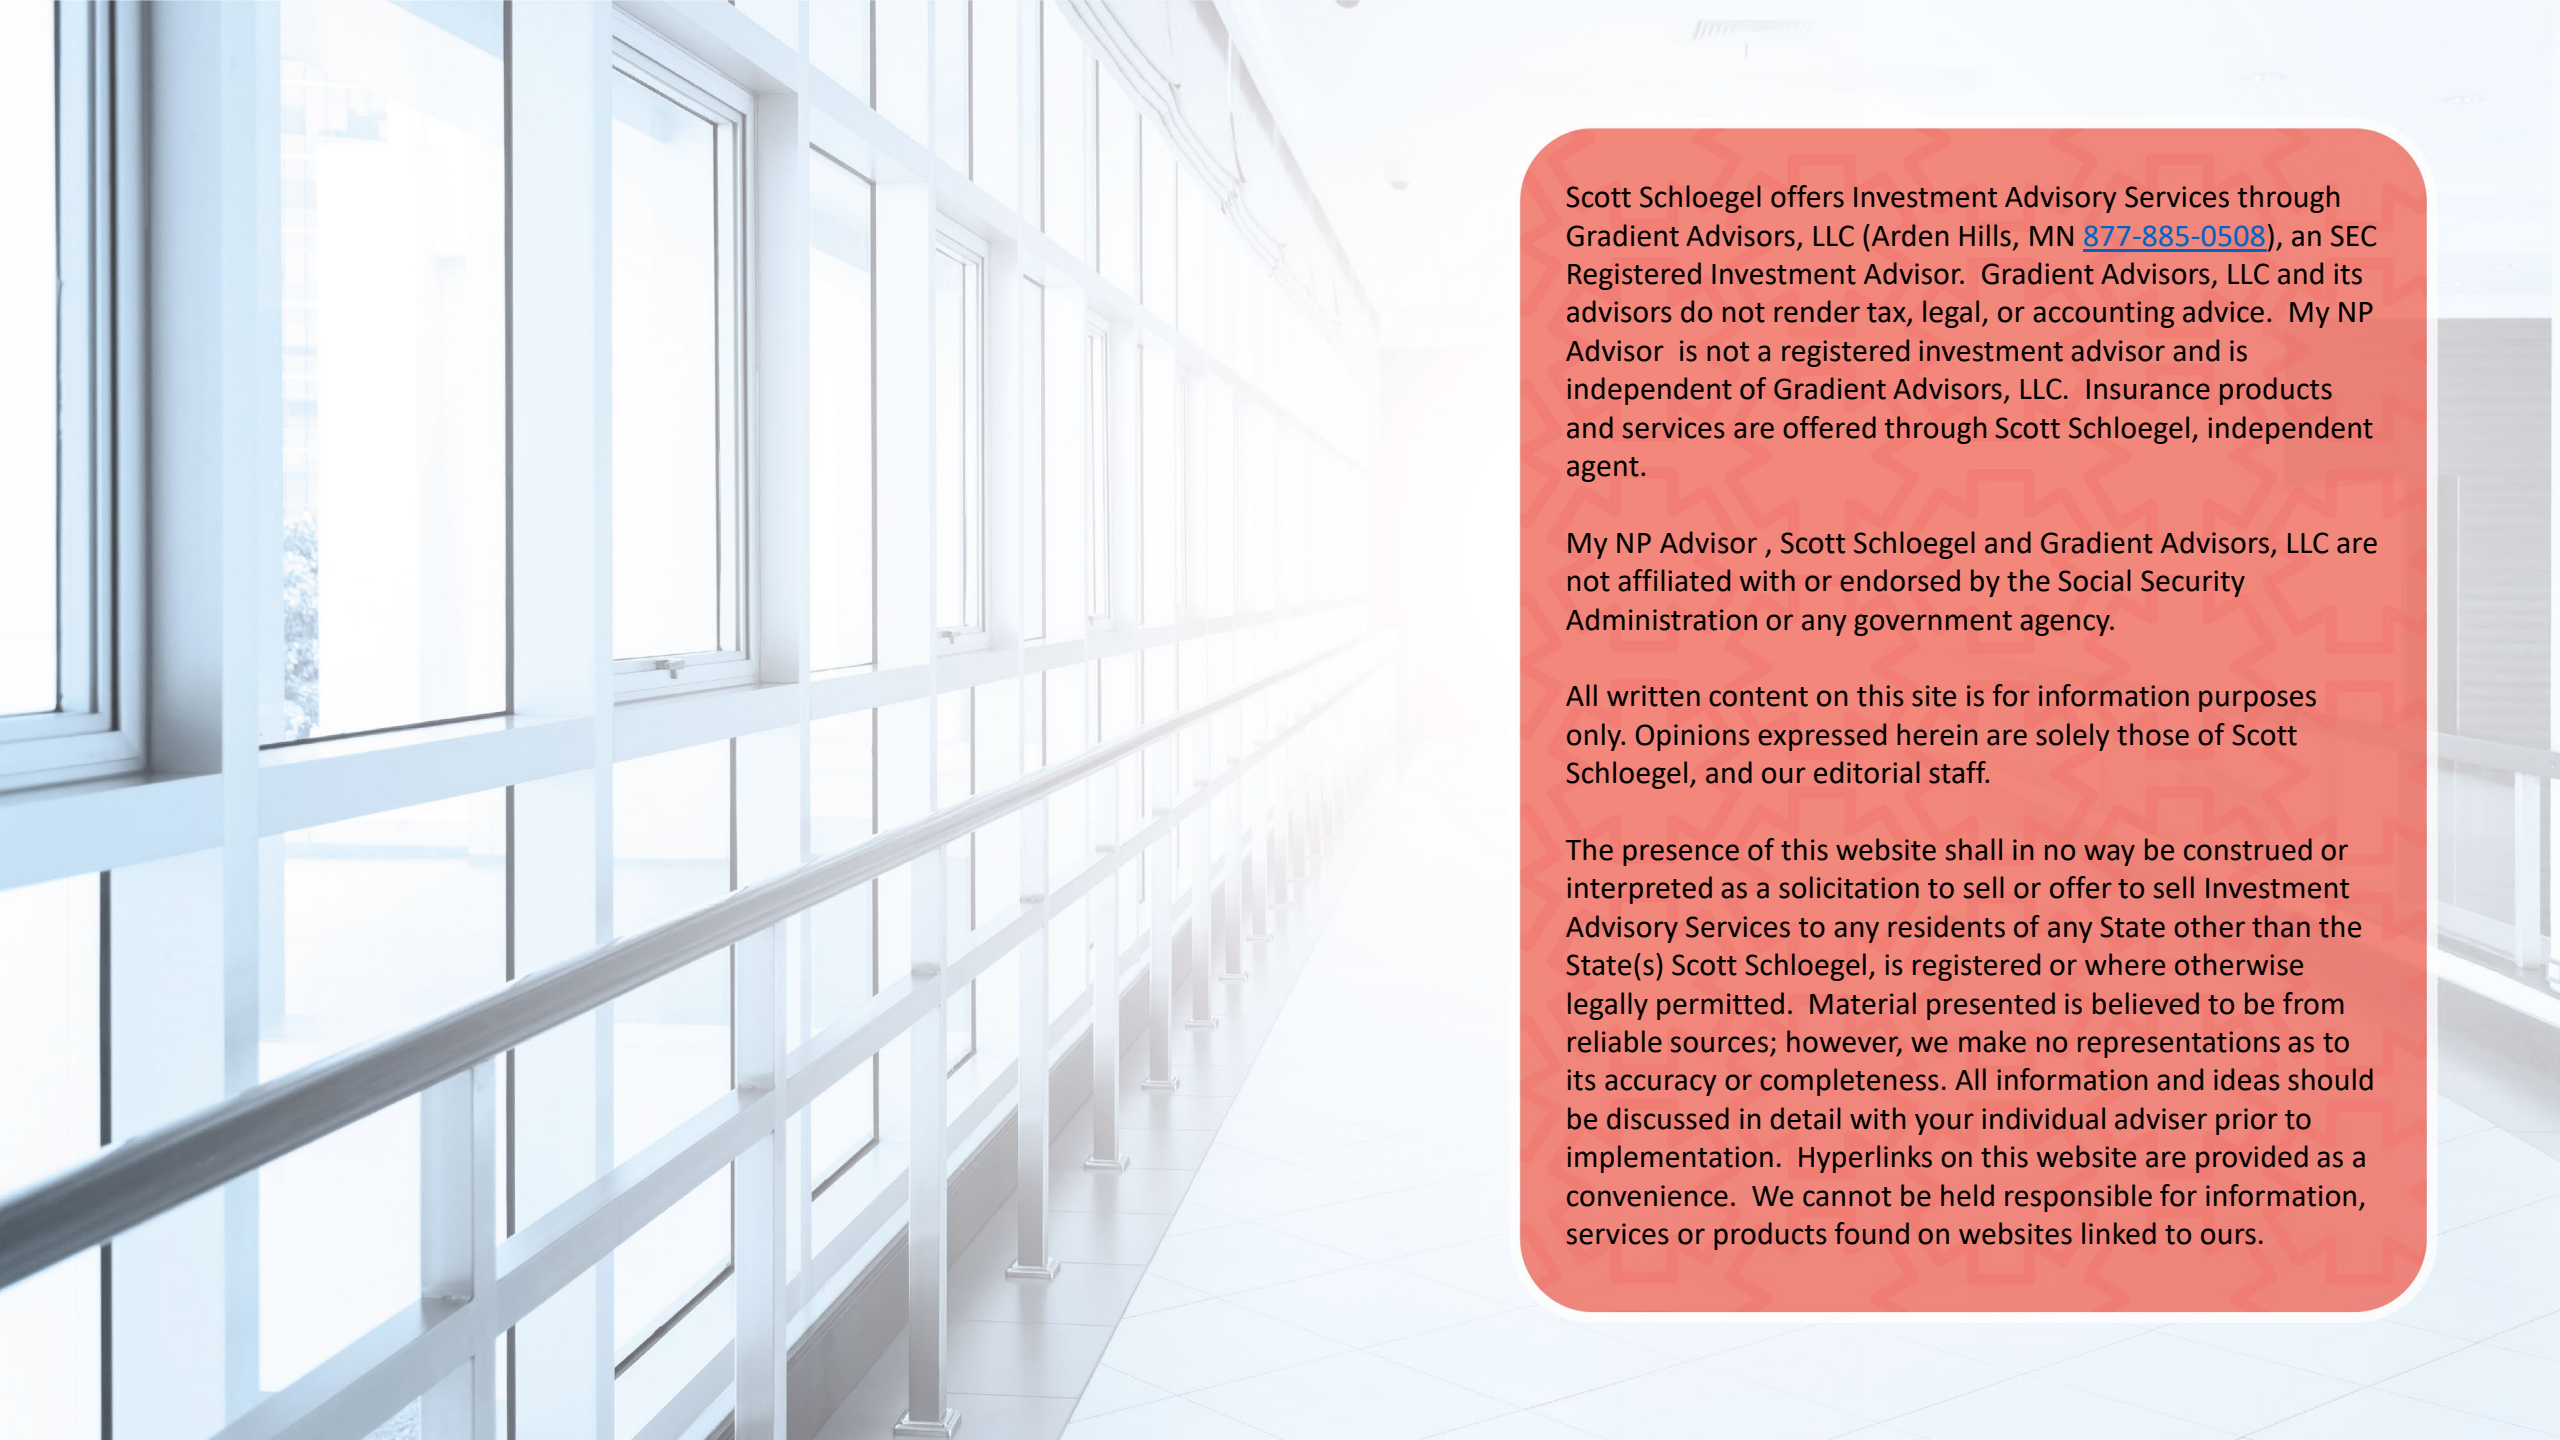 Scott Schloegel offers Investment Advisory Services through
Gradient Advisors, LLC (Arden Hills, MN 877-885-0508), an SEC
Registered Investment Advisor.  Gradient Advisors, LLC and its
advisors do not render tax, legal, or accounting advice.  My NP
Advisor  is not a registered investment advisor and is
independent of Gradient Advisors, LLC.  Insurance products
and services are offered through Scott Schloegel, independent
agent.
My NP Advisor , Scott Schloegel and Gradient Advisors, LLC are
not affiliated with or endorsed by the Social Security
Administration or any government agency.
All written content on this site is for information purposes
only. Opinions expressed herein are solely those of Scott
Schloegel, and our editorial staff.
The presence of this website shall in no way be construed or
interpreted as a solicitation to sell or offer to sell Investment
Advisory Services to any residents of any State other than the
State(s) Scott Schloegel, is registered or where otherwise
legally permitted.  Material presented is believed to be from
reliable sources; however, we make no representations as to
its accuracy or completeness. All information and ideas should
be discussed in detail with your individual adviser prior to
implementation.  Hyperlinks on this website are provided as a
convenience.  We cannot be held responsible for information,
services or products found on websites linked to ours.